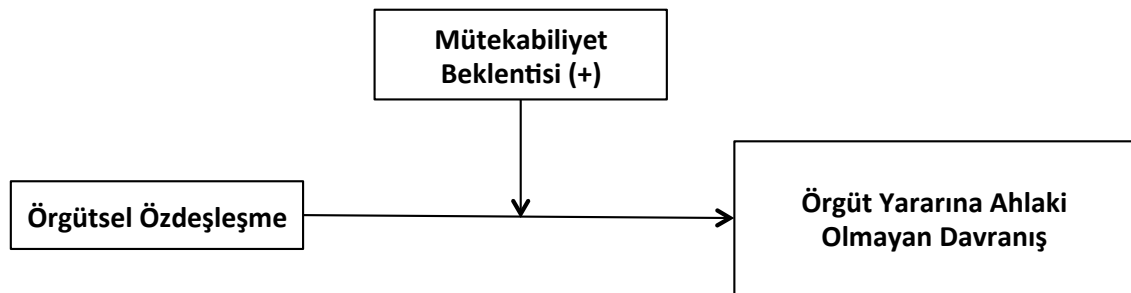 Mütekabiliyet
Beklentisi (+)
Örgütsel Özdeşleşme
Örgüt Yararına Ahlaki
Olmayan Davranış